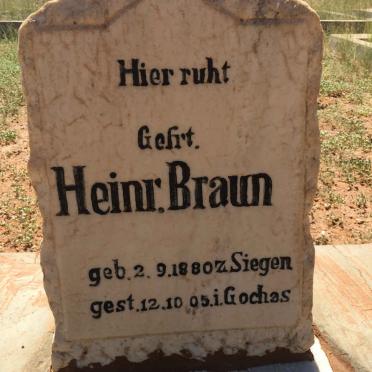 Hier ruht
Gefrt.
Heinr. Braun
geb. 2. 9.1880 z. Siegen
gest. 12.10 05. i. Gochas